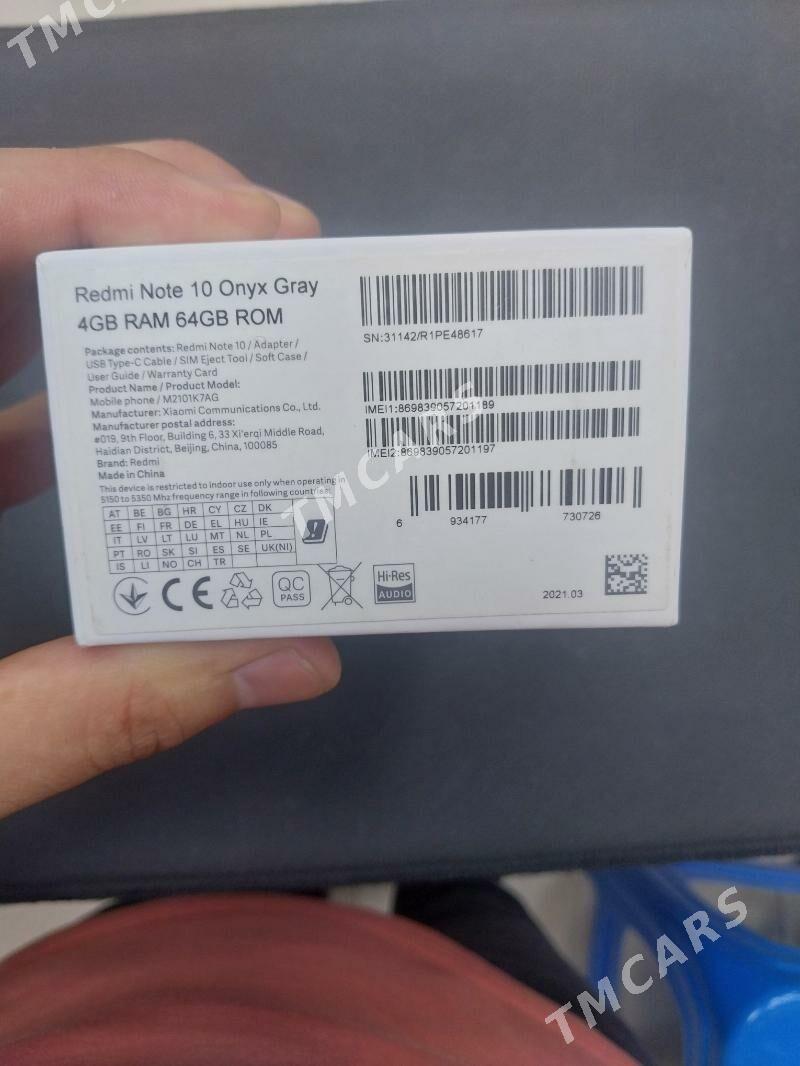 TMCARS
Redmi Note 10 Onyx Gray
4GB RAM 64GB ROM
Package contents: Redmi Note 10 / Adapter /
USB Type-C Cable / SIM Eject Tool / Soft Case /
User Guide / Warranty Card
Product Name / Product Model:
Mobile phone / M2101K7AG
Manufacturer: Xiaomi Communications Co., Ltd.
Manufacturer postal address:
#019, 9th Floor, Building 6, 33 Xi'erqi Middle Road,
Haidian District, Beijing, China, 100085
Brand: Redmi
Made in China
This device is restricted to indoor use only when operating in
5150 to 5350 Mhz frequency range in following countries:
AT BE BG HR CY CZ DK
EE FI FR DE EL HU IE
IT LV LT LU MT NL PL
PT RO SK SI ES SE UK(NI)
IS LI NO CH TR
CE
QC
PASS
Hi-Res
AUDIO
SN:31142/R1PE48617
IMEI1:869839057201189
IMEI2:869839057201197
6 934177 730726
2021.03
TMCARS
TMCARS